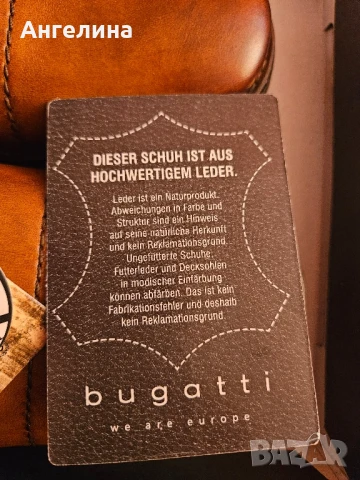 Ангелина
DIESER SCHUH IST AUS
HOCHWERTIGEM LEDER.
Leder ist ein Naturprodukt.
Abweichungen in Farbe und
Struktur sind ein Hinweis
auf seine natürliche Herkunft
und kein Reklamationsgrund.
Ungefütterte Schuhe:
Futterleder und Decksohlen
in modischer Einfärbung
können abfärben. Das ist kein
Fabrikationsfehler und deshalb
kein Reklamationsgrund.
bugatti
we are europe
BAZAR